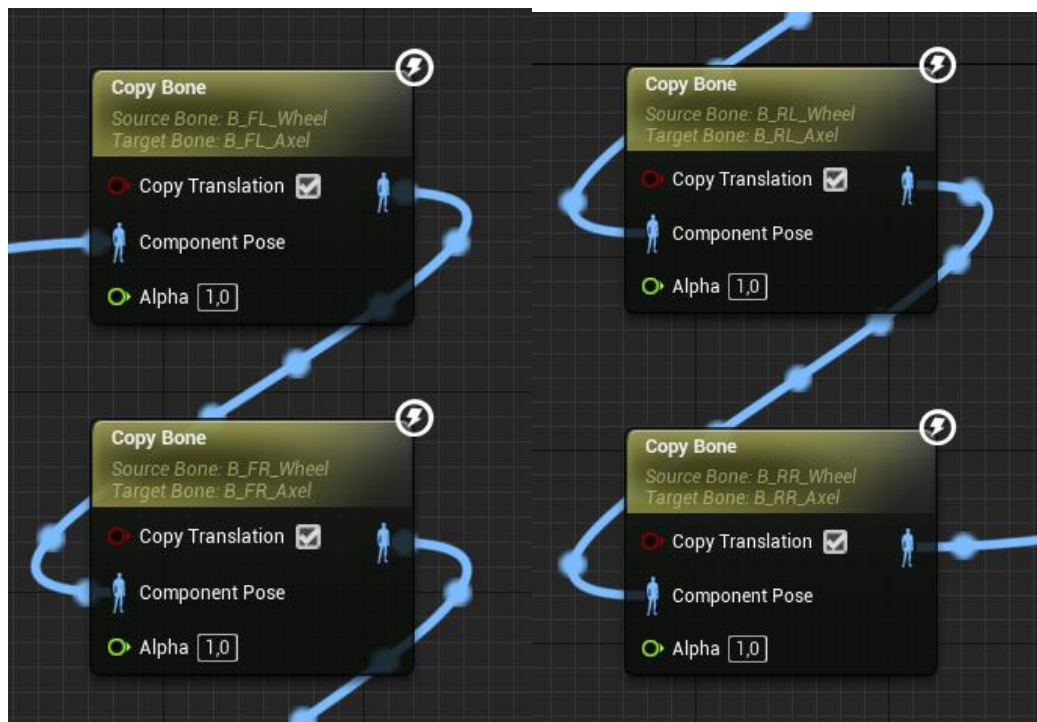 Copy Bone
Source Bone: B_FL_Wheel
Target Bone: B_FL_Axel
Copy Translation
Component Pose
Alpha 1,0
Copy Bone
Source Bone: B_FR_Wheel
Target Bone: B_FR_Axel
Copy Translation
Component Pose
Alpha 1,0
Copy Bone
Source Bone: B_RL_Wheel
Target Bone: B_RL_Axel
Copy Translation
Component Pose
Alpha 1,0
Copy Bone
Source Bone: B_RR_Wheel
Target Bone: B_RR_Axel
Copy Translation
Component Pose
Alpha 1,0